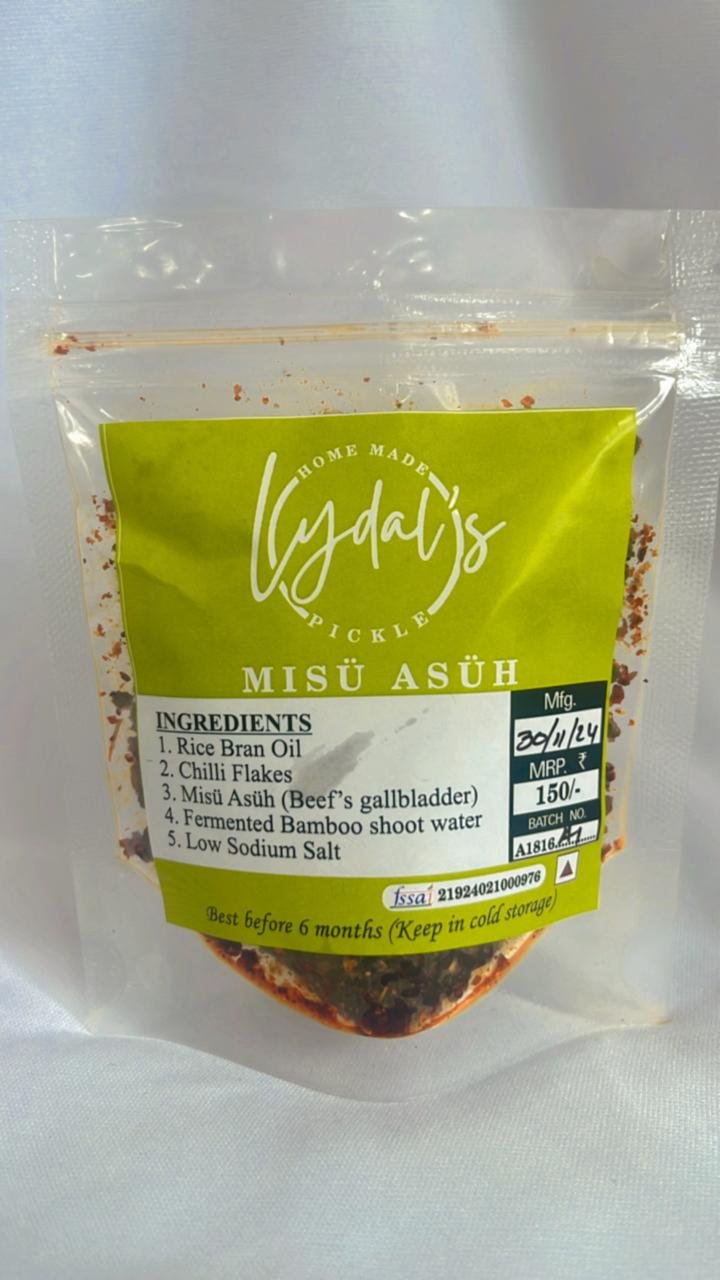 HOME MADE
Kydal's
PICKLE
MISÜ ASÜH
INGREDIENTS
1. Rice Bran Oil
2. Chilli Flakes
3. Misü Asüh (Beef's gallbladder)
4. Fermented Bamboo shoot water
5. Low Sodium Salt
Mfg.
30/11/24
MRP. ₹
150/-
BATCH NO.
A1816
fssai 21924021000976
Best before 6 months (Keep in cold storage)